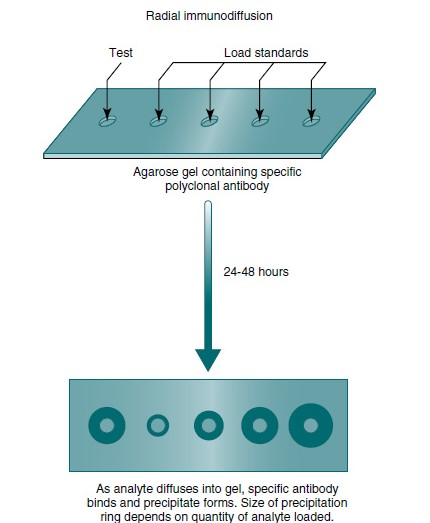 Radial immunodiffusion
Test
Load standards
Agarose gel containing specific
polyclonal antibody
24-48 hours
As analyte diffuses into gel, specific antibody
binds and precipitate forms. Size of precipitation
ring depends on quantity of analyte loaded.